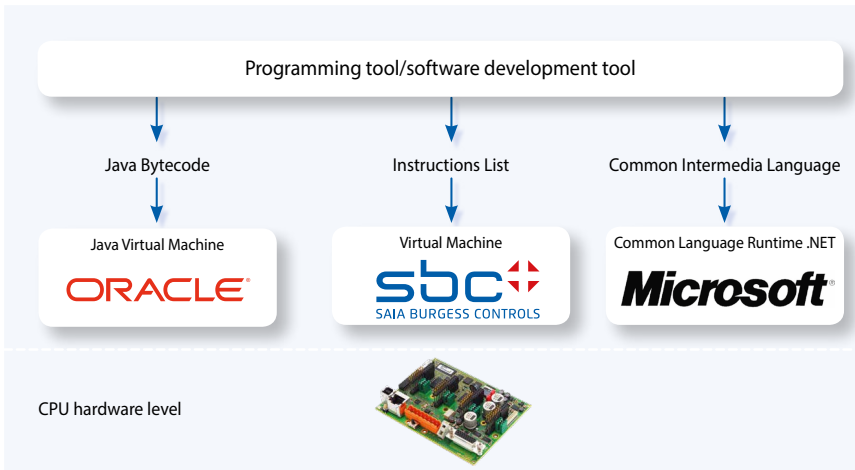 Programming tool/software development tool
Java Bytecode
Instructions List
Common Intermedia Language
Java Virtual Machine
Virtual Machine
Common Language Runtime .NET
ORACLE®
sbc
SAIA BURGESS CONTROLS
Microsoft®
CPU hardware level